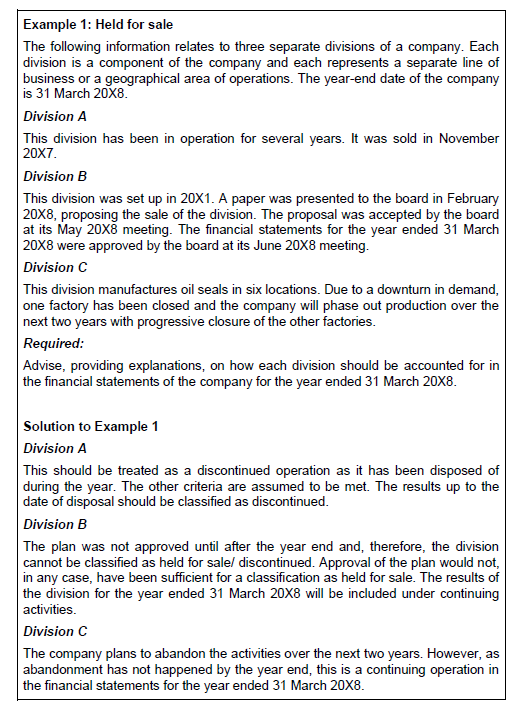 Example 1: Held for sale
The following information relates to three separate divisions of a company. Each
division is a component of the company and each represents a separate line of
business or a geographical area of operations. The year-end date of the company
is 31 March 20X8.
Division A
This division has been in operation for several years. It was sold in November
20X7.
Division B
This division was set up in 20X1. A paper was presented to the board in February
20X8, proposing the sale of the division. The proposal was accepted by the board
at its May 20X8 meeting. The financial statements for the year ended 31 March
20X8 were approved by the board at its June 20X8 meeting.
Division C
This division manufactures oil seals in six locations. Due to a downturn in demand,
one factory has been closed and the company will phase out production over the
next two years with progressive closure of the other factories.
Required:
Advise, providing explanations, on how each division should be accounted for in
the financial statements of the company for the year ended 31 March 20X8.
Solution to Example 1
Division A
This should be treated as a discontinued operation as it has been disposed of
during the year. The other criteria are assumed to be met. The results up to the
date of disposal should be classified as discontinued.
Division B
The plan was not approved until after the year end and, therefore, the division
cannot be classified as held for sale/ discontinued. Approval of the plan would not,
in any case, have been sufficient for a classification as held for sale. The results of
the division for the year ended 31 March 20X8 will be included under continuing
activities.
Division C
The company plans to abandon the activities over the next two years. However, as
abandonment has not happened by the year end, this is a continuing operation in
the financial statements for the year ended 31 March 20X8.